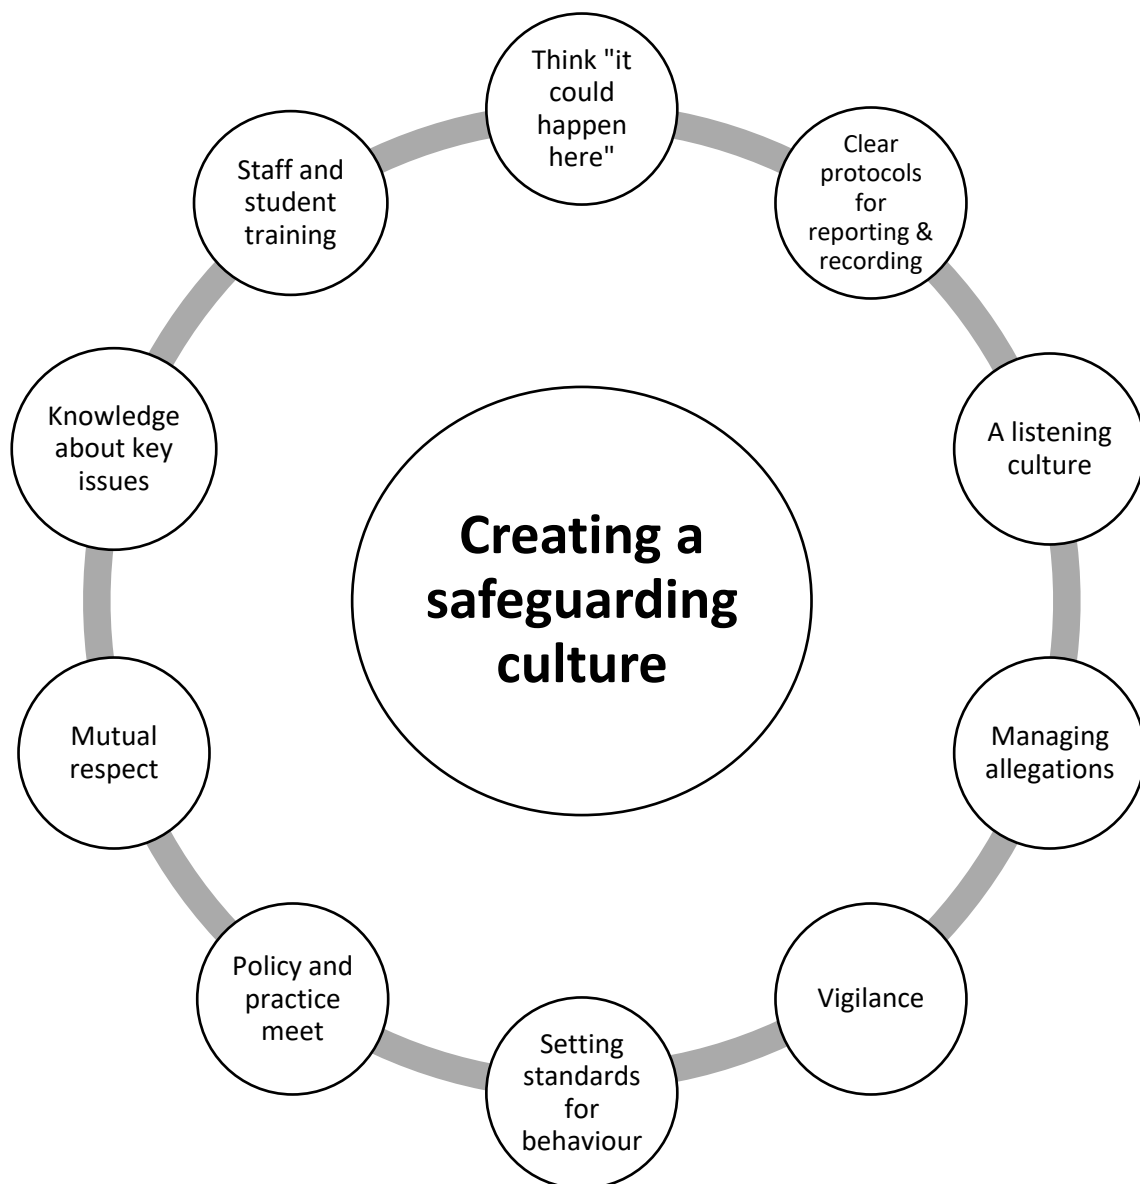 Think "it
could
happen
here"
Clear
protocols
for
reporting &
recording
A listening
culture
Managing
allegations
Vigilance
Setting
standards
for
behaviour
Policy and
practice
meet
Mutual
respect
Knowledge
about key
issues
Staff and
student
training
Creating a
safeguarding
culture